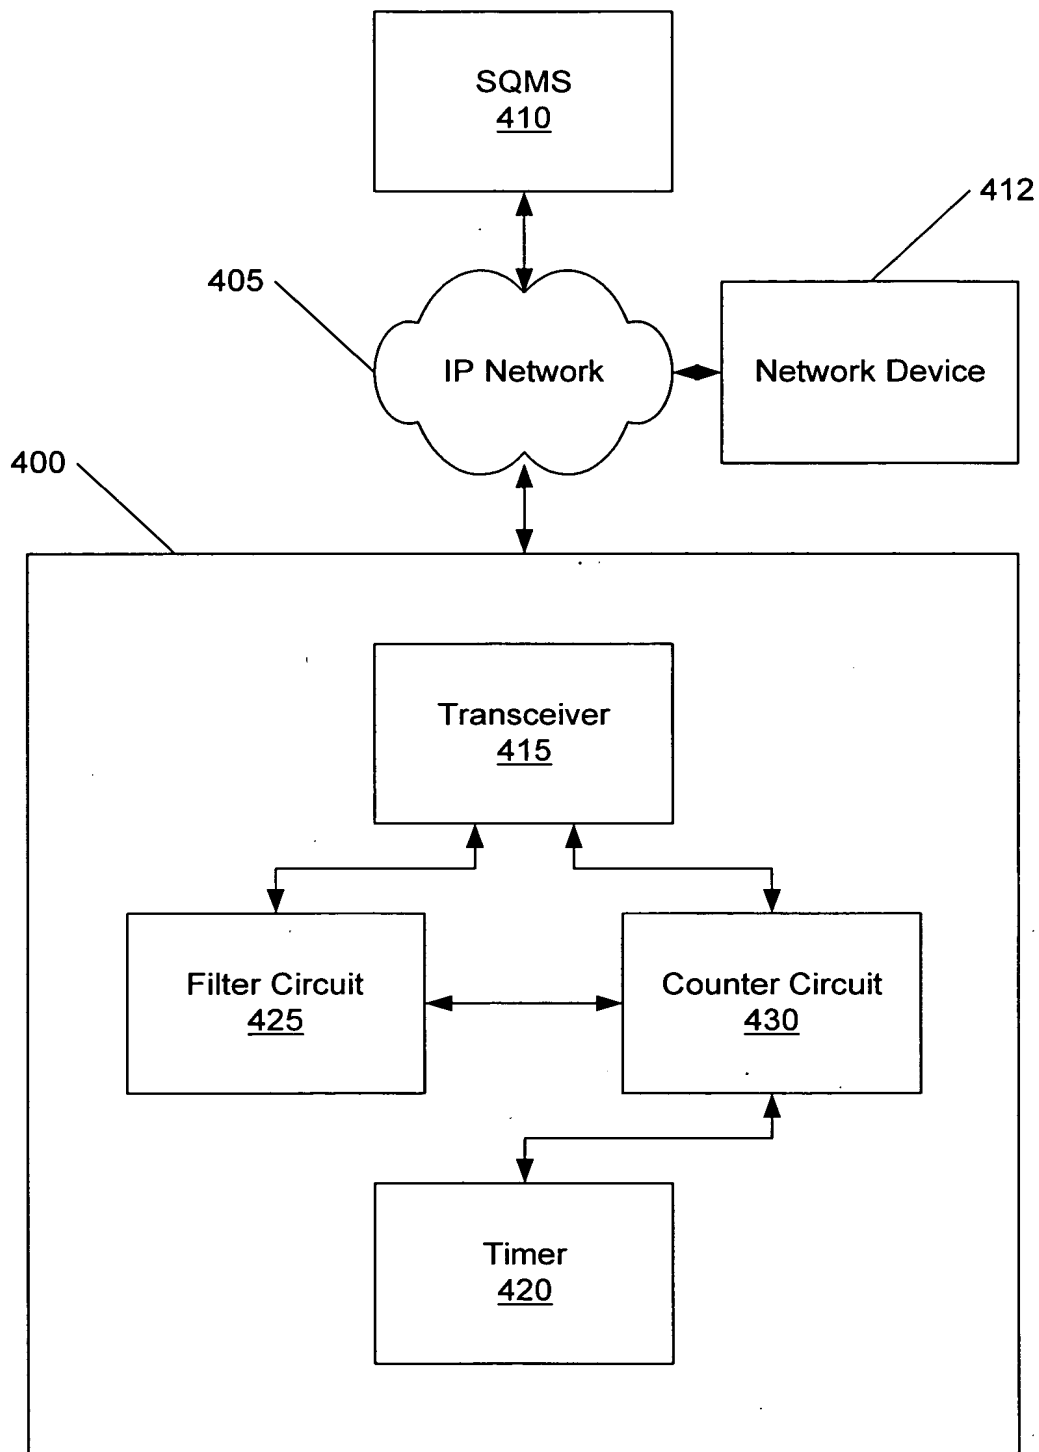 SQMS
410
412
405
IP Network
Network Device
400
Transceiver
415
Filter Circuit
425
Counter Circuit
430
Timer
420